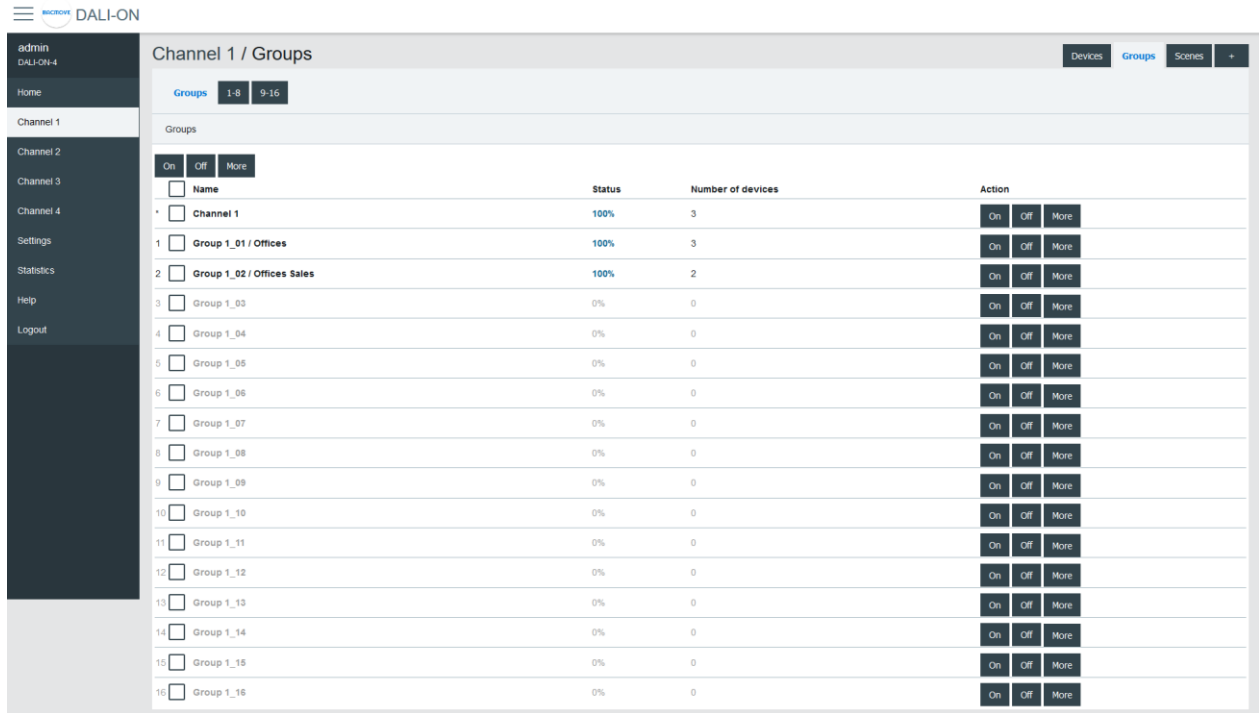 DALI-ON
admin
DALI-ON-4
Home
Channel 1
Channel 2
Channel 3
Channel 4
Settings
Statistics
Help
Logout
Channel 1 / Groups
Devices Groups Scenes +
Groups 1-8 9-16
Groups
On Off More
Name Status Number of devices Action
* Channel 1 100% 3 On Off More
1 Group 1_01 / Offices 100% 3 On Off More
2 Group 1_02 / Offices Sales 100% 2 On Off More
3 Group 1_03 0% 0 On Off More
4 Group 1_04 0% 0 On Off More
5 Group 1_05 0% 0 On Off More
6 Group 1_06 0% 0 On Off More
7 Group 1_07 0% 0 On Off More
8 Group 1_08 0% 0 On Off More
9 Group 1_09 0% 0 On Off More
10 Group 1_10 0% 0 On Off More
11 Group 1_11 0% 0 On Off More
12 Group 1_12 0% 0 On Off More
13 Group 1_13 0% 0 On Off More
14 Group 1_14 0% 0 On Off More
15 Group 1_15 0% 0 On Off More
16 Group 1_16 0% 0 On Off More